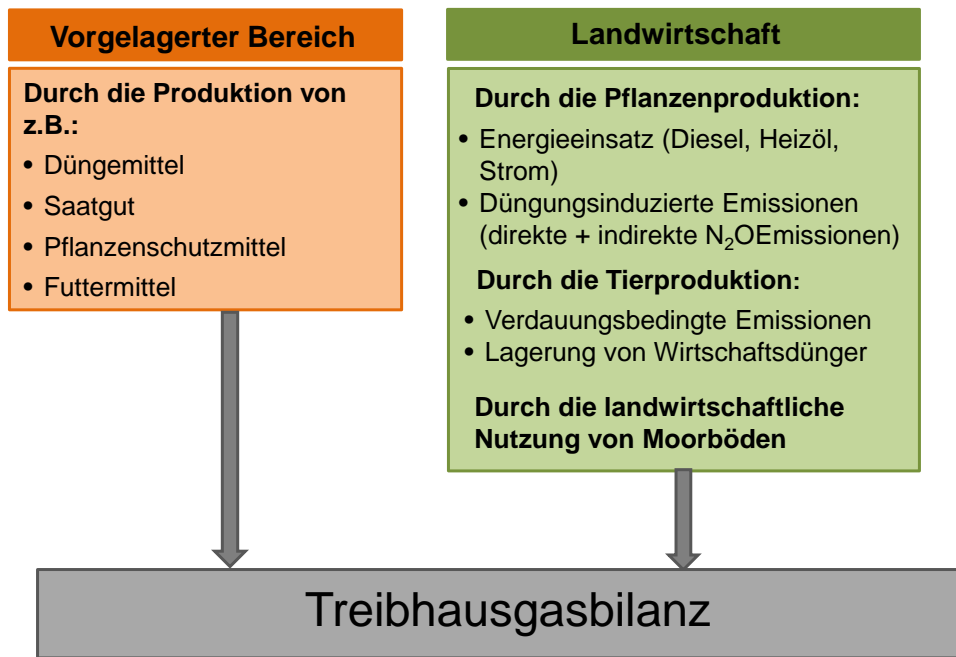 Vorgelagerter Bereich
Durch die Produktion von
z.B.:
• Düngemittel
• Saatgut
• Pflanzenschutzmittel
• Futtermittel
Landwirtschaft
Durch die Pflanzenproduktion:
• Energieeinsatz (Diesel, Heizöl,
Strom)
• Düngungsinduzierte Emissionen
(direkte + indirekte N₂OEmissionen)
Durch die Tierproduktion:
• Verdauungsbedingte Emissionen
• Lagerung von Wirtschaftsdünger
Durch die landwirtschaftliche
Nutzung von Moorböden
Treibhausgasbilanz